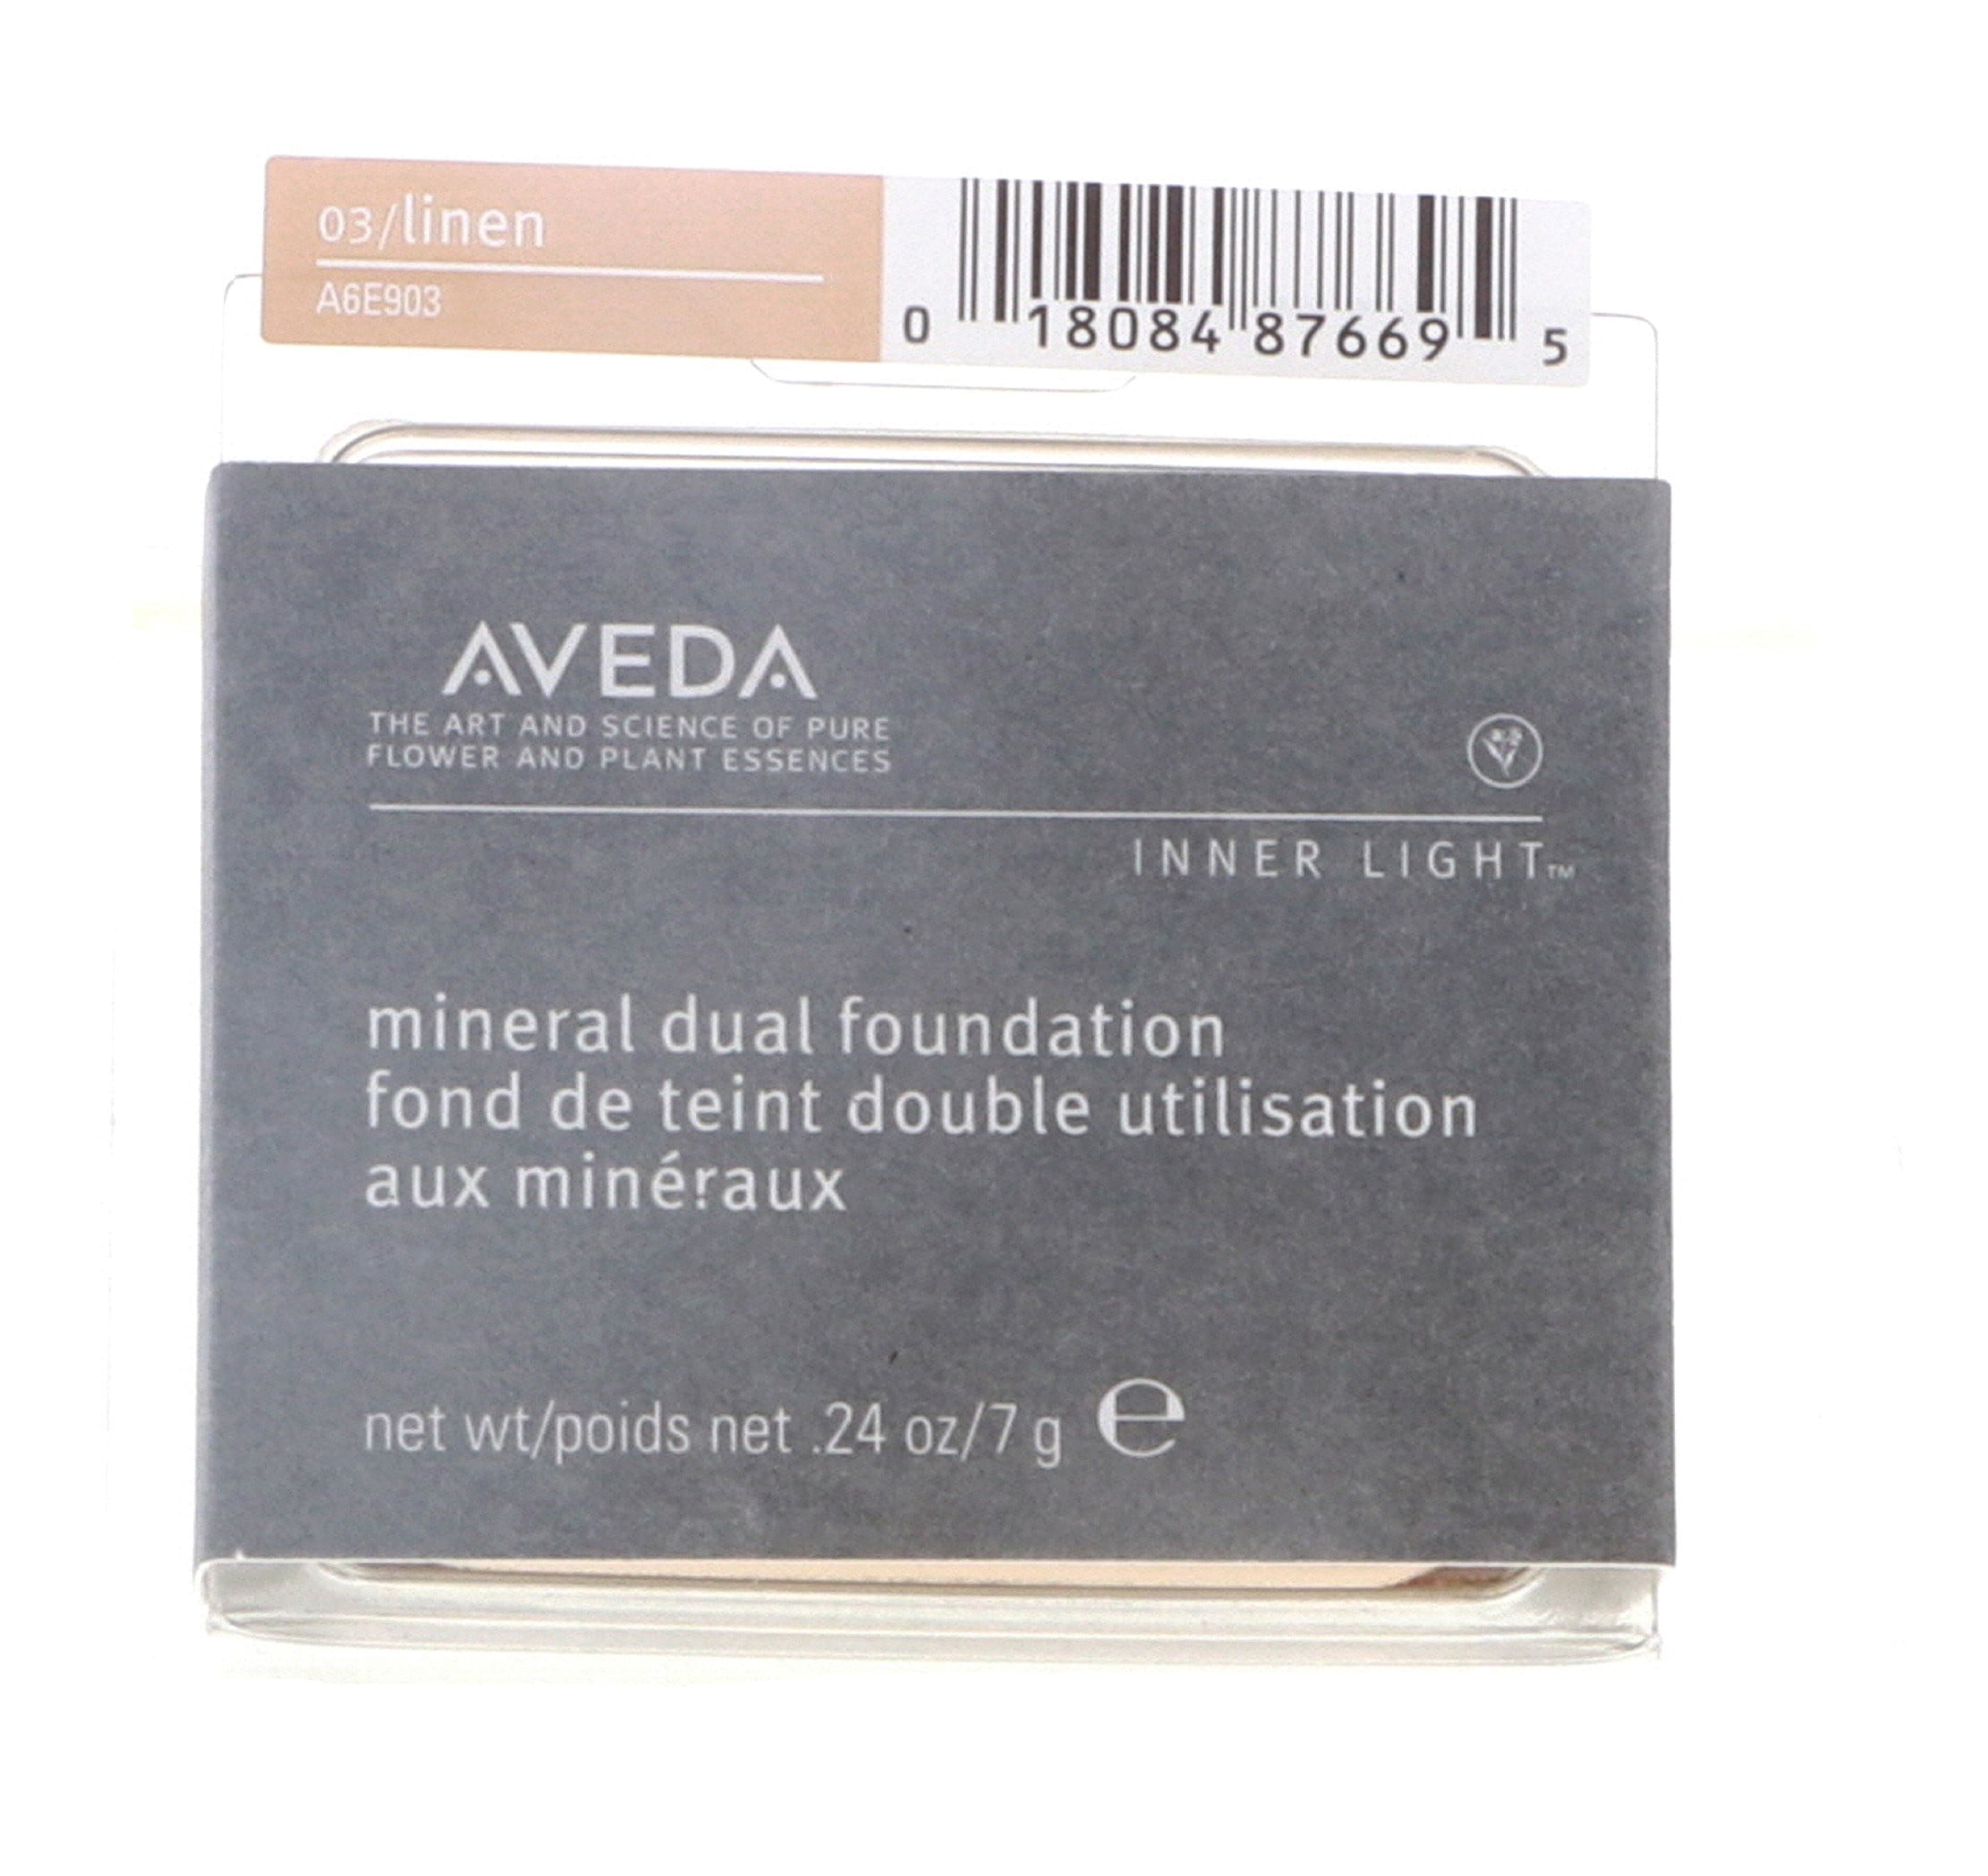 03/linen
A6E903
0 18084 87669 5
AVEDA
THE ART AND SCIENCE OF PURE
FLOWER AND PLANT ESSENCES
INNER LIGHT™
mineral dual foundation
fond de teint double utilisation
aux minéraux
net wt/poids net .24 oz/7 g ℮